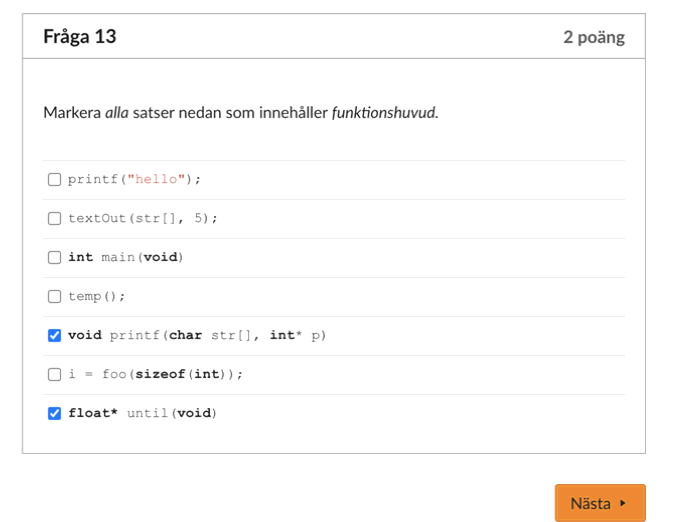 Fråga 13
2 poäng
Markera alla satser nedan som innehåller funktionshuvud.
printf("hello");
textOut(str[], 5);
int main(void)
temp();
void printf(char str[], int* p)
i = foo(sizeof(int));
float* until(void)
Nästa